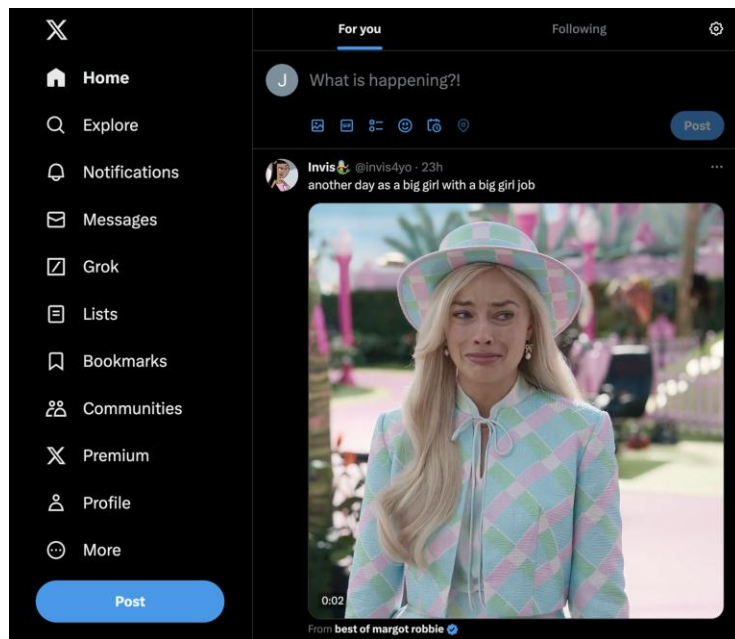 For you
Following
Home
Explore
Notifications
Messages
Grok
Lists
Bookmarks
Communities
Premium
Profile
More
Post
J
What is happening?!
GIF
Post
Invis @invis4yo · 23h
another day as a big girl with a big girl job
0:02
From best of margot robbie